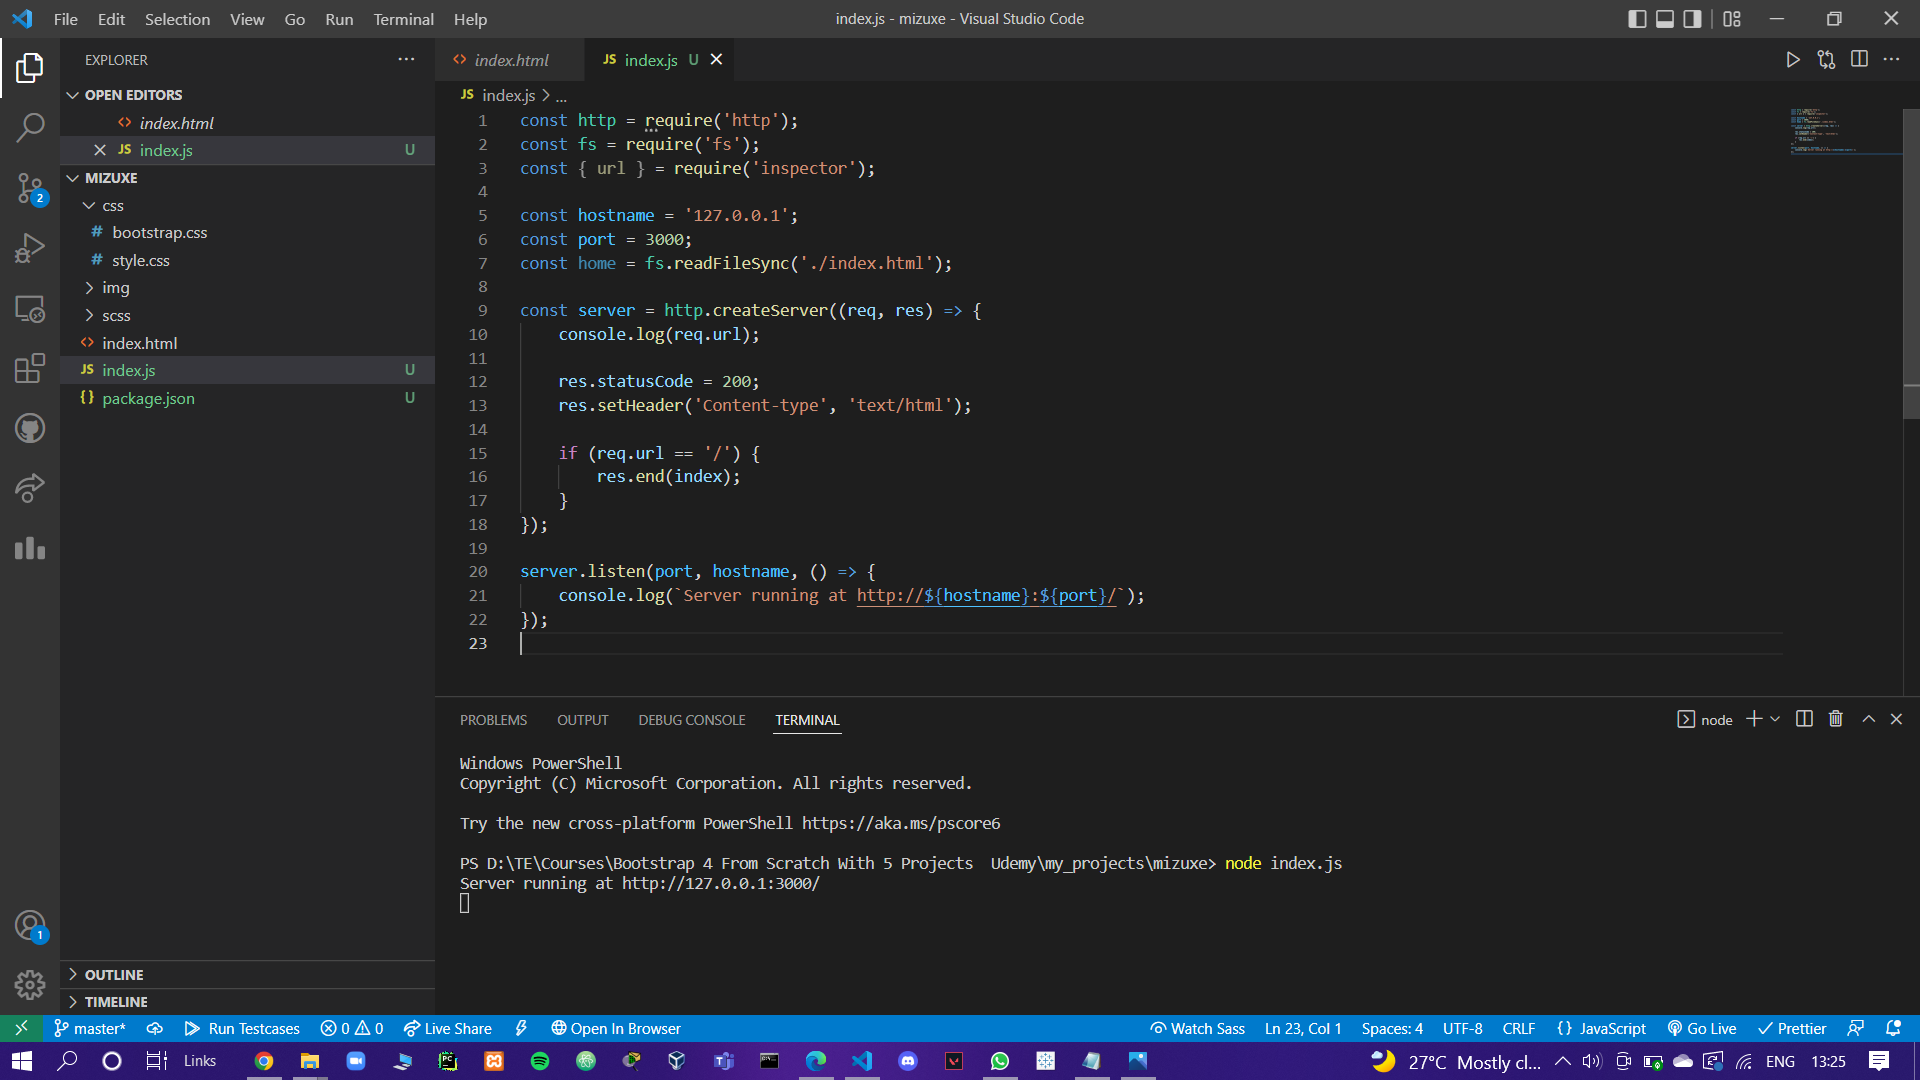 File Edit Selection View Go Run Terminal Help
index.js - mizuxe - Visual Studio Code
EXPLORER
OPEN EDITORS
index.html
JS index.js U
MIZUXE
css
# bootstrap.css
# style.css
img
scss
index.html
JS index.js U
{} package.json U
OUTLINE
TIMELINE
2
1
index.html
JS index.js U
JS index.js > ...
1 const http = require('http');
2 const fs = require('fs');
3 const { url } = require('inspector');
4
5 const hostname = '127.0.0.1';
6 const port = 3000;
7 const home = fs.readFileSync('./index.html');
8
9 const server = http.createServer((req, res) => {
10 console.log(req.url);
11
12 res.statusCode = 200;
13 res.setHeader('Content-type', 'text/html');
14
15 if (req.url == '/') {
16 res.end(index);
17 }
18 });
19
20 server.listen(port, hostname, () => {
21 console.log(`Server running at http://${hostname}:${port}/`);
22 });
23
PROBLEMS OUTPUT DEBUG CONSOLE TERMINAL
node
Windows PowerShell
Copyright (C) Microsoft Corporation. All rights reserved.
Try the new cross-platform PowerShell https://aka.ms/pscore6
PS D:\TE\Courses\Bootstrap 4 From Scratch With 5 Projects  Udemy\my_projects\mizuxe> node index.js
Server running at http://127.0.0.1:3000/
master* Run Testcases 0 0 Live Share Open In Browser
Watch Sass Ln 23, Col 1 Spaces: 4 UTF-8 CRLF {} JavaScript Go Live Prettier
Links
27°C Mostly cl... ENG 13:25